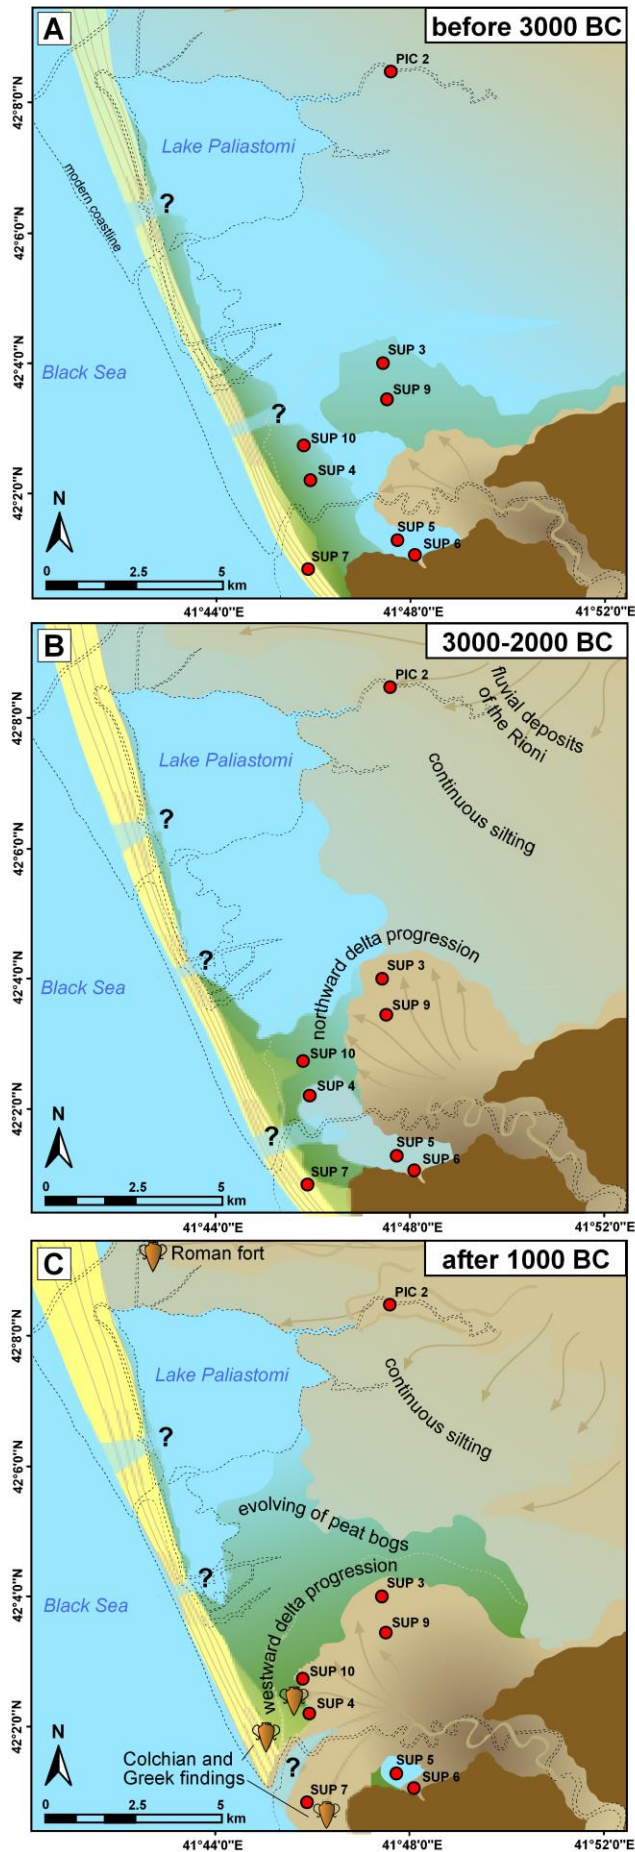 A
before 3000 BC
PIC 2
42°8'0"N
Lake Paliastomi
modern coastline
?
42°6'0"N
SUP 3
42°4'0"N
Black Sea
SUP 9
?
SUP 10
SUP 4
42°2'0"N
N
SUP 5
SUP 6
SUP 7
0 2.5 5
km
41°44'0"E 41°48'0"E 41°52'0"E
B
3000-2000 BC
PIC 2
fluvial deposits
of the Rioni
42°8'0"N
Lake Paliastomi
continuous silting
?
42°6'0"N
northward delta progression
?
SUP 3
42°4'0"N
Black Sea
SUP 9
SUP 10
SUP 4
42°2'0"N
N
?
SUP 5
SUP 6
SUP 7
0 2.5 5
km
41°44'0"E 41°48'0"E 41°52'0"E
C
after 1000 BC
Roman fort
PIC 2
42°8'0"N
Lake Paliastomi
continuous silting
?
42°6'0"N
evolving of peat bogs
westward delta progression
?
SUP 3
42°4'0"N
Black Sea
SUP 9
SUP 10
SUP 4
42°2'0"N
N
Colchian and
Greek findings
?
SUP 5
SUP 6
SUP 7
0 2.5 5
km
41°44'0"E 41°48'0"E 41°52'0"E